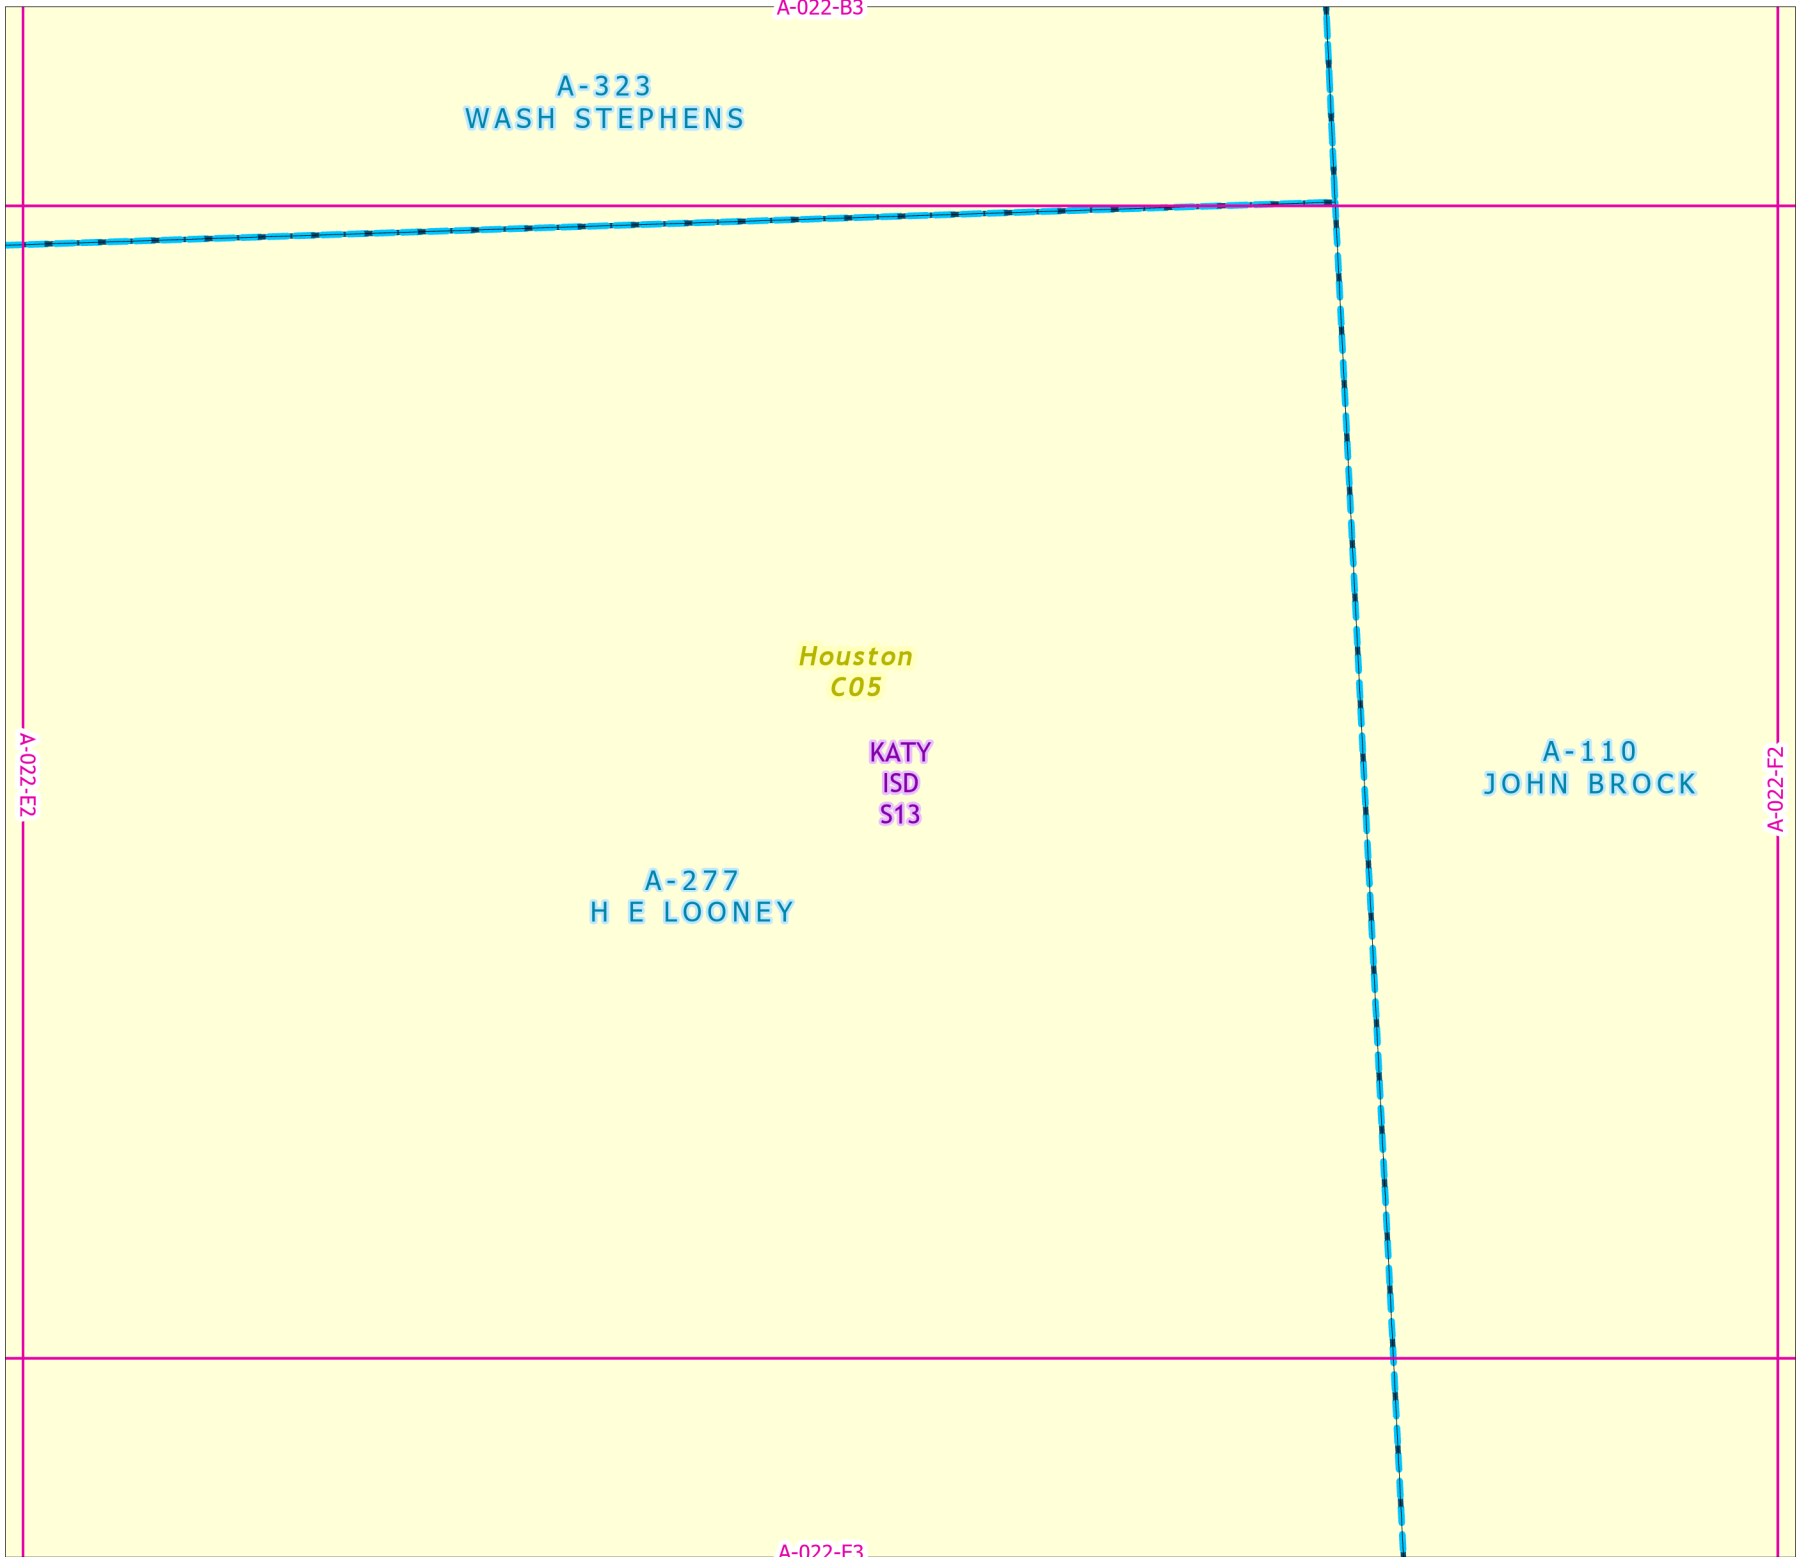 A-022-B3
A-323
WASH STEPHENS
Houston
C05
A-022-E2
KATY
ISD
S13
A-110
JOHN BROCK
A-022-F2
A-277
H E LOONEY
A-022-E3